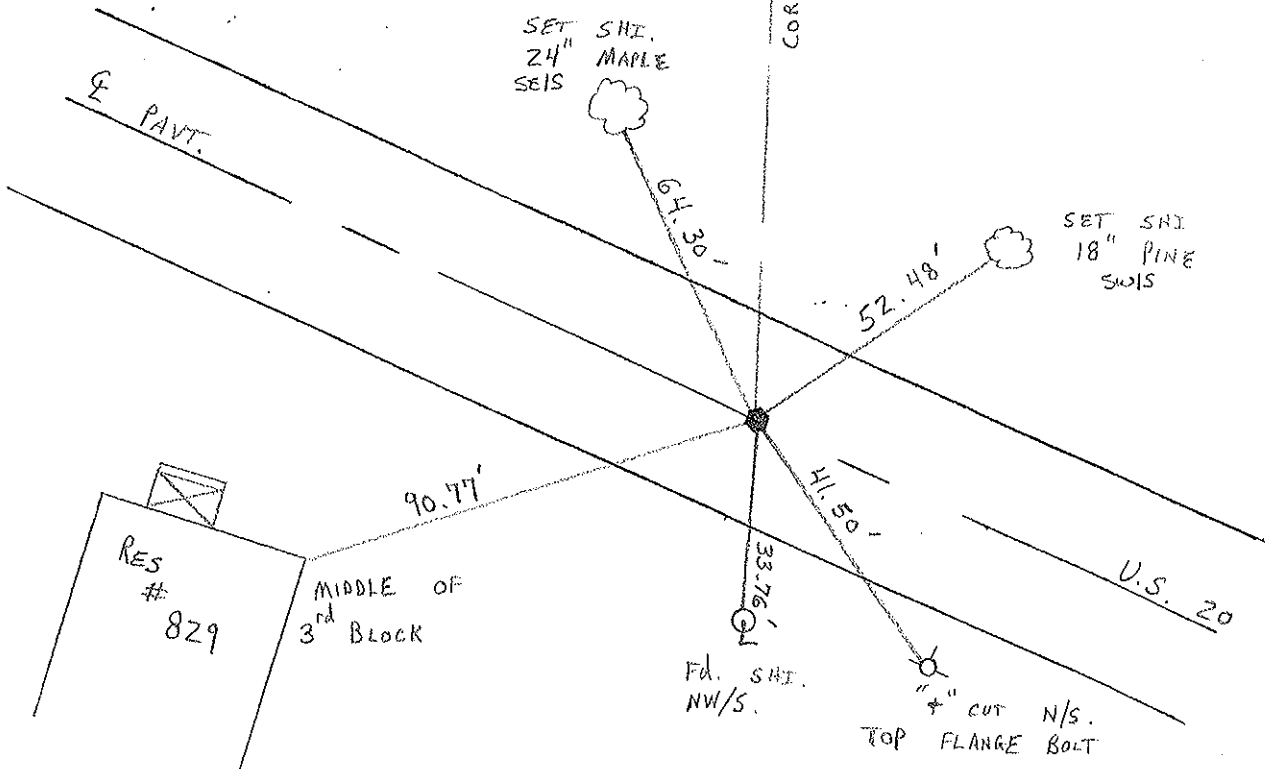 SET SHI.
24" MAPLE
SE/S
COR
℄ PAVT.
64.30'
SET SHI
18" PINE
SW/S
52.48'
90.77'
41.50'
33.76'
RES
#
829
MIDDLE OF
3rd BLOCK
U.S. 20
Fd. SHI.
NW/S.
"+" CUT N/S.
TOP FLANGE BOLT